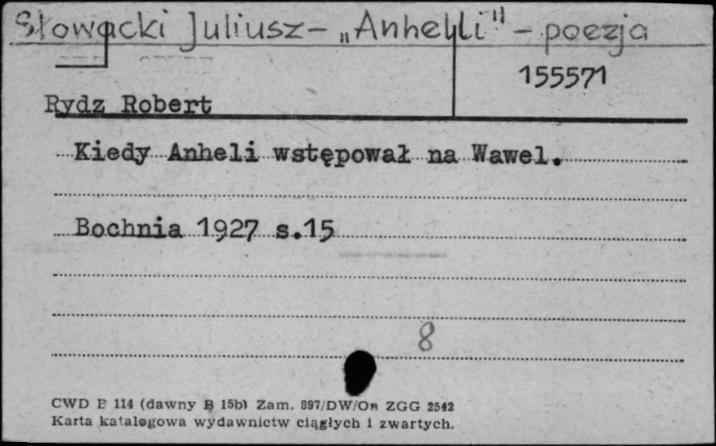 Słowacki Juliusz - „Anhelli" - poezja
155571
Rydz Robert
Kiedy Anheli wstępował na Wawel.
Bochnia 1927 s.15
8
CWD B 114 (dawny B 15b) Zam. 897/DW/On ZGG 2542
Karta katalogowa wydawnictw ciągłych i zwartych.